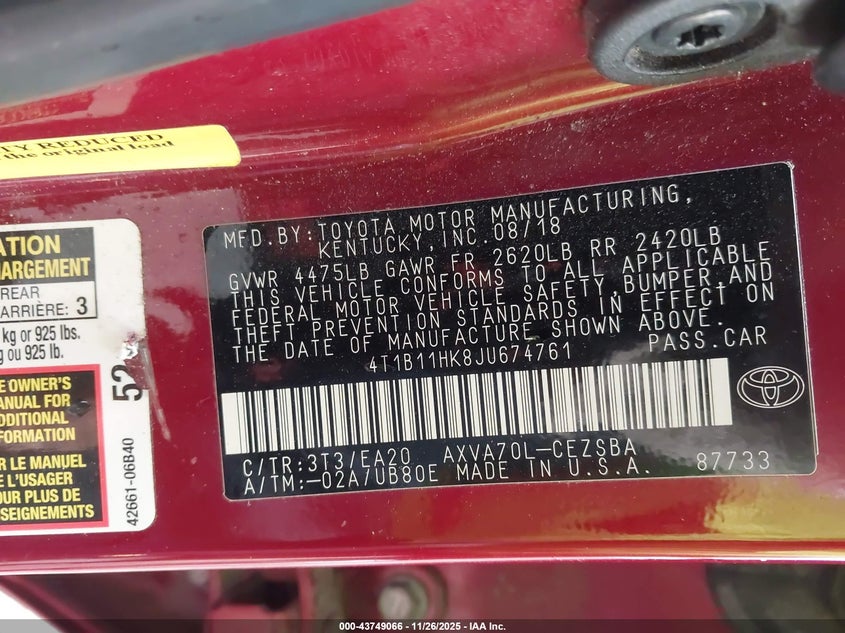 TY REDUCED
the original load
ATION
HARGEMENT
REAR
ARRIÈRE: 3
kg or 925 lbs.
g ou 925 lb.
E OWNER'S
ANUAL FOR
DDITIONAL
FORMATION
IR LE MANUEL
L'USAGER
R PLUS DE
SEIGNEMENTS
52
42661-06B40
MFD.BY:TOYOTA MOTOR MANUFACTURING,
KENTUCKY,INC.08/18
GVWR 4475LB GAWR FR 2620LB RR 2420LB
THIS VEHICLE CONFORMS TO ALL APPLICABLE
FEDERAL MOTOR VEHICLE SAFETY,BUMPER,AND
THEFT PREVENTION STANDARDS IN EFFECT ON
THE DATE OF MANUFACTURE SHOWN ABOVE.
4T1B11HK8JU674761 PASS.CAR
C/TR:3T3/EA20 AXVA70L-CEZSBA
A/TM:-02A/UB80E MADE IN U.S.A. 87733
000-43749066 — 11/26/2025 — IAA Inc.